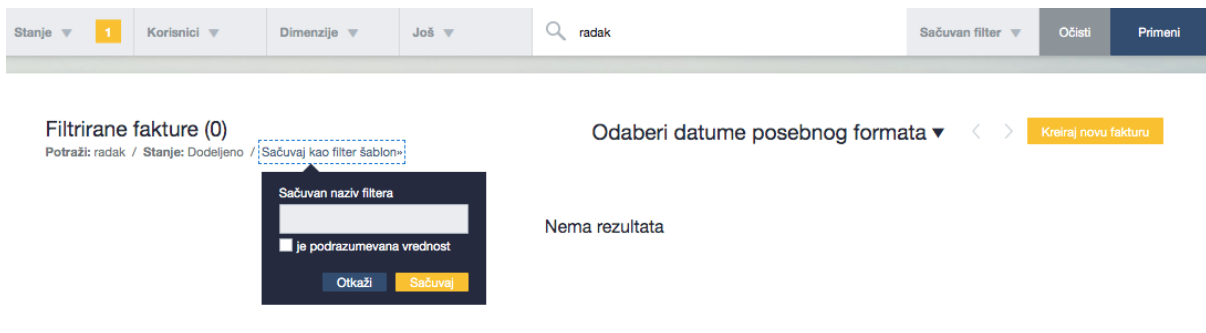 Stanje ▼ 1 Korisnici ▼ Dimenzije ▼ Još ▼ radak Sačuvan filter ▼ Očisti Primeni
Filtrirane fakture (0) Odaberi datume posebnog formata ▼ < > Kreiraj novu fakturu
Potraži: radak / Stanje: Dodeljeno / Sačuvaj kao filter šablon»
Sačuvan naziv filtera
Nema rezultata
je podrazumevana vrednost
Otkaži Sačuvaj